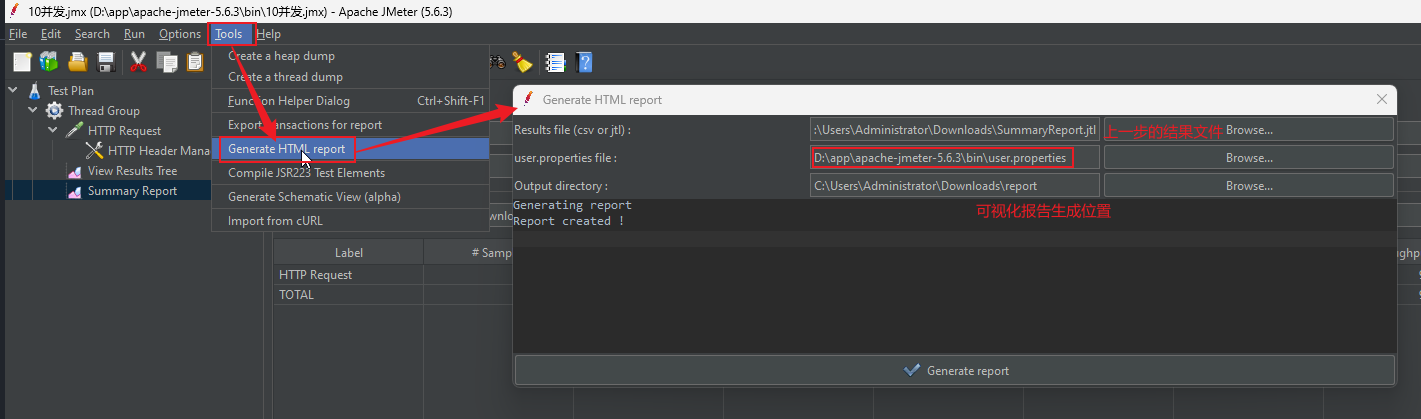 10并发.jmx (D:\app\apache-jmeter-5.6.3\bin\10并发.jmx) - Apache JMeter (5.6.3)
File Edit Search Run Options Tools Help
Create a heap dump
Create a thread dump
Function Helper Dialog Ctrl+Shift-F1
Export transactions for report
Generate HTML report
Compile JSR223 Test Elements
Generate Schematic View (alpha)
Import from cURL
Test Plan
Thread Group
HTTP Request
HTTP Header Mana
View Results Tree
Summary Report
Generate HTML report
Results file (csv or jtl) : :\Users\Administrator\Downloads\SummaryReport.jtl 上一步的结果文件 Browse...
user.properties file : D:\app\apache-jmeter-5.6.3\bin\user.properties Browse...
Output directory : C:\Users\Administrator\Downloads\report Browse...
Generating report
Report created !
可视化报告生成位置
Generate report
Label # Samp
HTTP Request
TOTAL